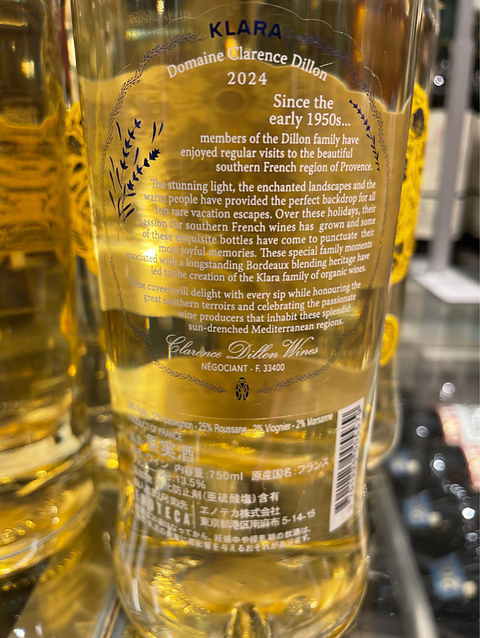 KLARA
Domaine Clarence Dillon
2024
Since the
early 1950s...
members of the Dillon family have
enjoyed regular visits to the beautiful
southern French region of Provence.
The stunning light, the enchanted landscapes and the
warm people have provided the perfect backdrop for all
too rare vacation escapes. Over these holidays, their
passion for southern French wines has grown and some
of these exquisite bottles have come to punctuate their
most joyful memories. These special family moments
associated with a longstanding Bordeaux blending heritage have
led to the creation of the Klara family of organic wines.
These cuvées will delight with every sip while honouring the
great southern terroirs and celebrating the passionate
wine producers that inhabit these splendid
sun-drenched Mediterranean regions.
Clarence Dillon Wines
NÉGOCIANT - F. 33400
25% Roussane - 2% Viognier - 2% Marsanne
PRODUCT OF FRANCE
果実酒
内容量:750ml 原産国名:フランス
13.5%
酸化防止剤(亜硫酸塩)含有
エノテカ株式会社
東京都港区南麻布 5-14-15